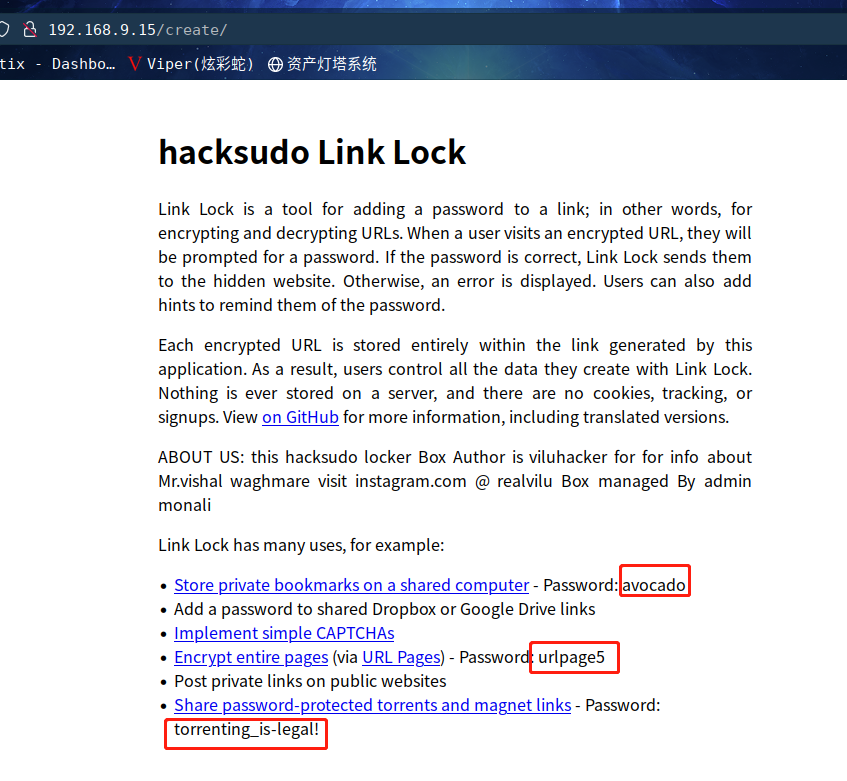 192.168.9.15/create/
tix - Dashbo… Viper(炫彩蛇) 资产灯塔系统
hacksudo Link Lock
Link Lock is a tool for adding a password to a link; in other words, for
encrypting and decrypting URLs. When a user visits an encrypted URL, they will
be prompted for a password. If the password is correct, Link Lock sends them
to the hidden website. Otherwise, an error is displayed. Users can also add
hints to remind them of the password.
Each encrypted URL is stored entirely within the link generated by this
application. As a result, users control all the data they create with Link Lock.
Nothing is ever stored on a server, and there are no cookies, tracking, or
signups. View on GitHub for more information, including translated versions.
ABOUT US: this hacksudo locker Box Author is viluhacker for for info about
Mr.vishal waghmare visit instagram.com @ realvilu Box managed By admin
monali
Link Lock has many uses, for example:
• Store private bookmarks on a shared computer - Password: avocado
• Add a password to shared Dropbox or Google Drive links
• Implement simple CAPTCHAs
• Encrypt entire pages (via URL Pages) - Password: urlpage5
• Post private links on public websites
• Share password-protected torrents and magnet links - Password:
torrenting_is-legal!